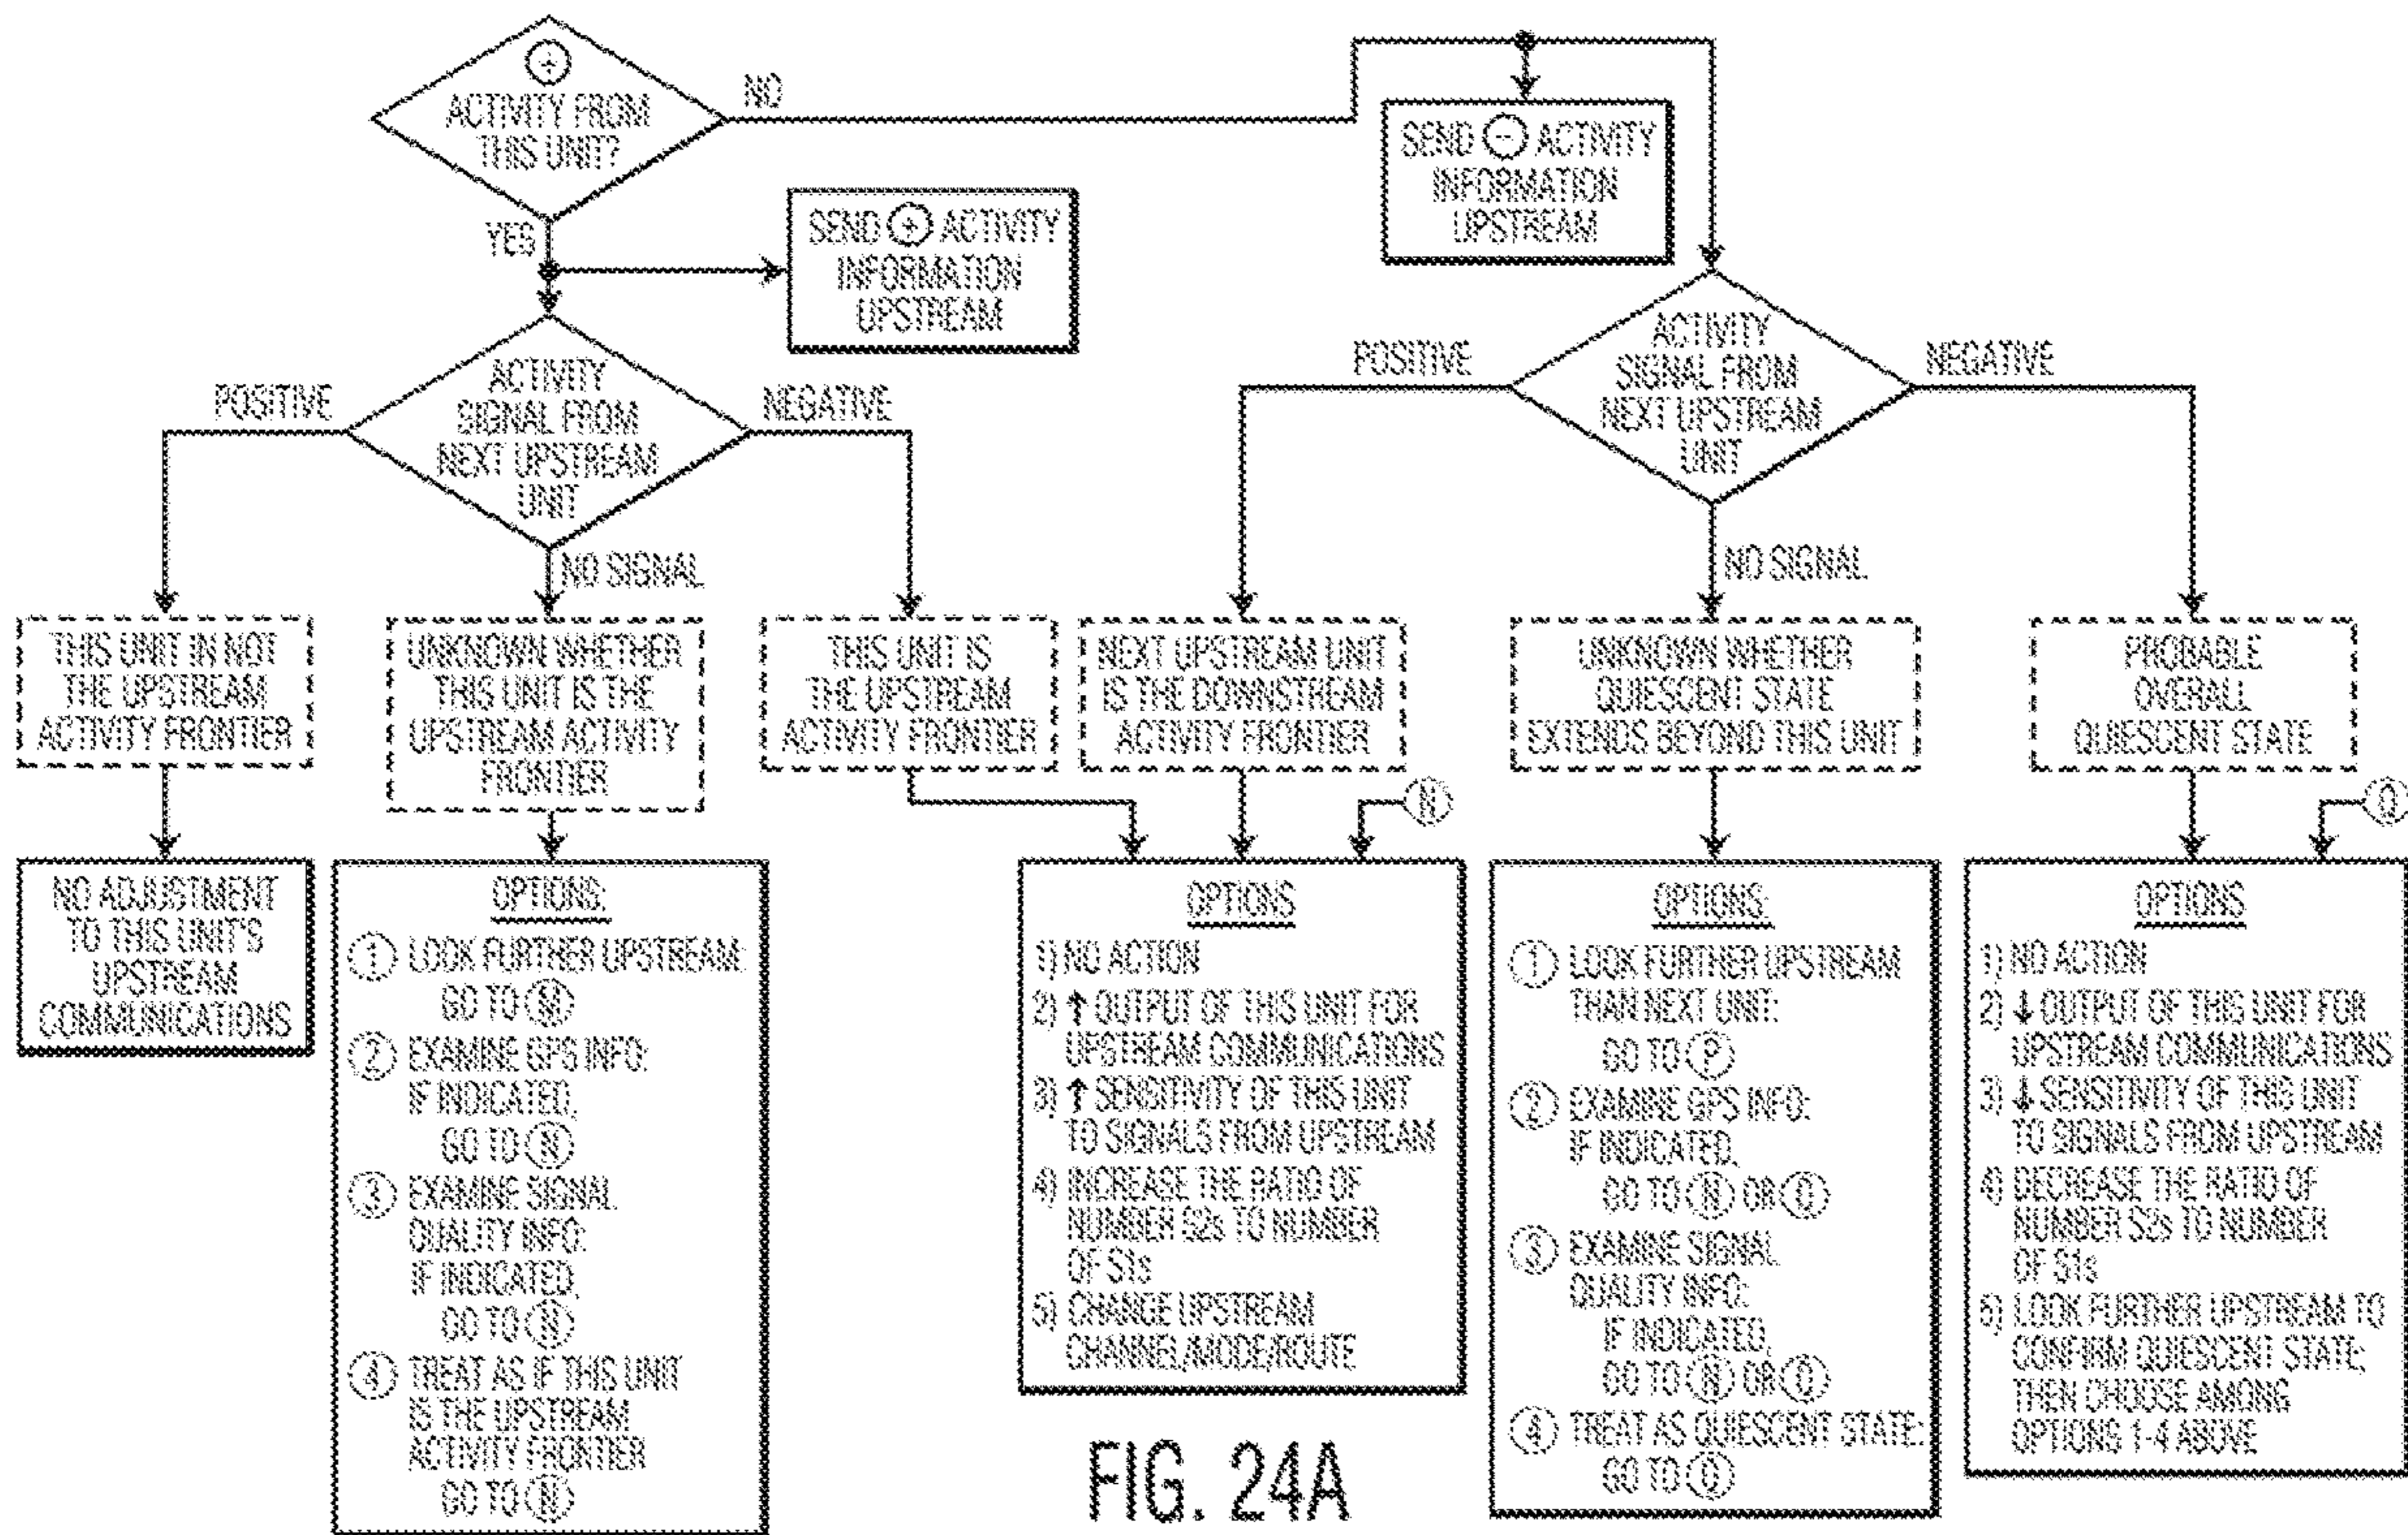 ⊕
ACTIVITY FROM
THIS UNIT?
NO
YES
SEND ⊕ ACTIVITY
INFORMATION
UPSTREAM
SEND ⊖ ACTIVITY
INFORMATION
UPSTREAM
ACTIVITY
SIGNAL FROM
NEXT UPSTREAM
UNIT
POSITIVE
NEGATIVE
NO SIGNAL
ACTIVITY
SIGNAL FROM
NEXT UPSTREAM
UNIT
POSITIVE
NEGATIVE
NO SIGNAL
THIS UNIT IN NOT
THE UPSTREAM
ACTIVITY FRONTIER
UNKNOWN WHETHER
THIS UNIT IS THE
UPSTREAM ACTIVITY
FRONTIER
THIS UNIT IS
THE UPSTREAM
ACTIVITY FRONTIER
NEXT UPSTREAM UNIT
IS THE DOWNSTREAM
ACTIVITY FRONTIER
UNKNOWN WHETHER
QUIESCENT STATE
EXTENDS BEYOND THIS UNIT
PROBABLE
OVERALL
QUIESCENT STATE
N
Q
NO ADJUSTMENT
TO THIS UNIT'S
UPSTREAM
COMMUNICATIONS
OPTIONS:
1 LOOK FURTHER UPSTREAM:
GO TO M
2 EXAMINE GPS INFO:
IF INDICATED,
GO TO N
3 EXAMINE SIGNAL
QUALITY INFO:
IF INDICATED,
GO TO N
4 TREAT AS IF THIS UNIT
IS THE UPSTREAM
ACTIVITY FRONTIER
GO TO N
OPTIONS
1) NO ACTION
2) ↑ OUTPUT OF THIS UNIT FOR
UPSTREAM COMMUNICATIONS
3) ↑ SENSITIVITY OF THIS UNIT
TO SIGNALS FROM UPSTREAM
4) INCREASE THE RATIO OF
NUMBER S2s TO NUMBER
OF S1s
5) CHANGE UPSTREAM
CHANNEL/MODE/ROUTE
OPTIONS:
1 LOOK FURTHER UPSTREAM
THAN NEXT UNIT:
GO TO P
2 EXAMINE GPS INFO:
IF INDICATED,
GO TO N OR Q
3 EXAMINE SIGNAL
QUALITY INFO:
IF INDICATED,
GO TO N OR Q
4 TREAT AS QUIESCENT STATE:
GO TO Q
OPTIONS
1) NO ACTION
2) ↓ OUTPUT OF THIS UNIT FOR
UPSTREAM COMMUNICATIONS
3) ↓ SENSITIVITY OF THIS UNIT
TO SIGNALS FROM UPSTREAM
4) DECREASE THE RATIO OF
NUMBER S2s TO NUMBER
OF S1s
5) LOOK FURTHER UPSTREAM TO
CONFIRM QUIESCENT STATE;
THEN CHOOSE AMONG
OPTIONS 1-4 ABOVE
FIG. 24A